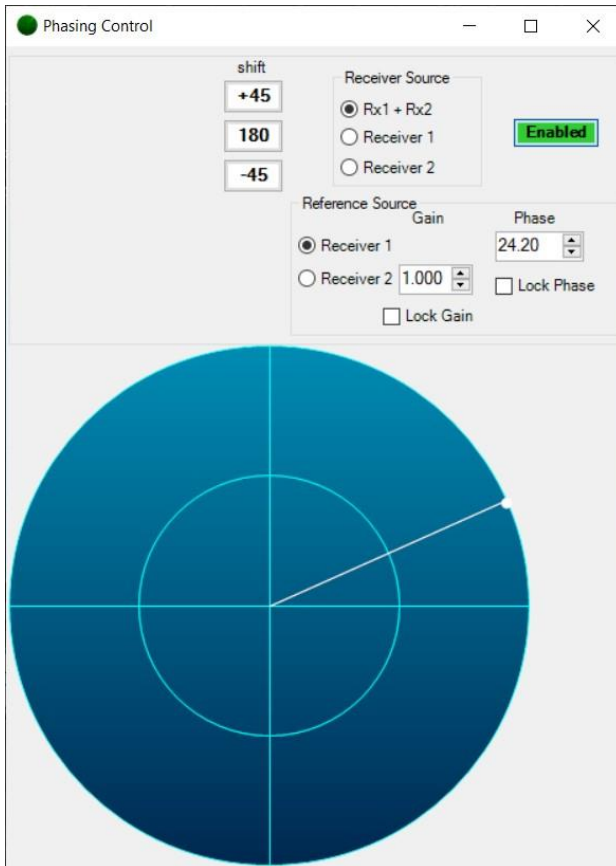 Phasing Control
shift
+45
180
-45
Receiver Source
Rx1 + Rx2
Receiver 1
Receiver 2
Enabled
Reference Source
Gain
Phase
Receiver 1
24.20
Receiver 2
1.000
Lock Phase
Lock Gain